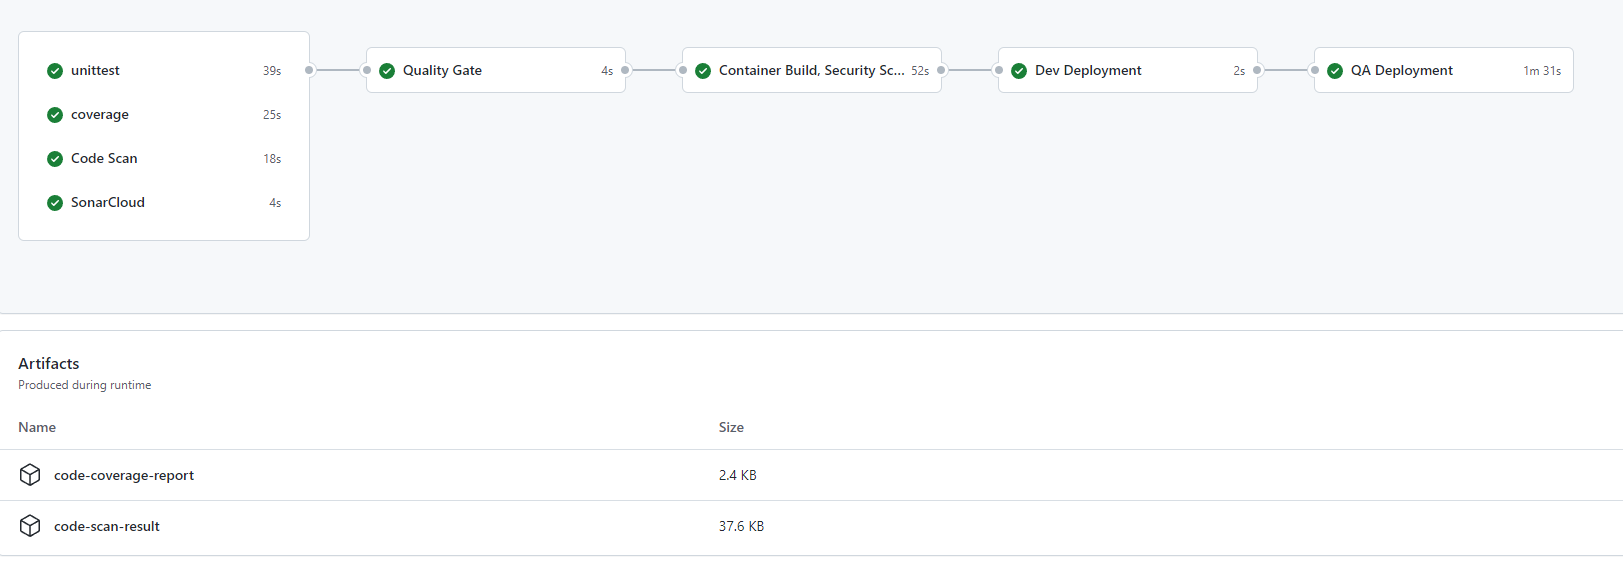 unittest 39s
coverage 25s
Code Scan 18s
SonarCloud 4s
Quality Gate 4s
Container Build, Security Sc... 52s
Dev Deployment 2s
QA Deployment 1m 31s
Artifacts
Produced during runtime
Name Size
code-coverage-report 2.4 KB
code-scan-result 37.6 KB